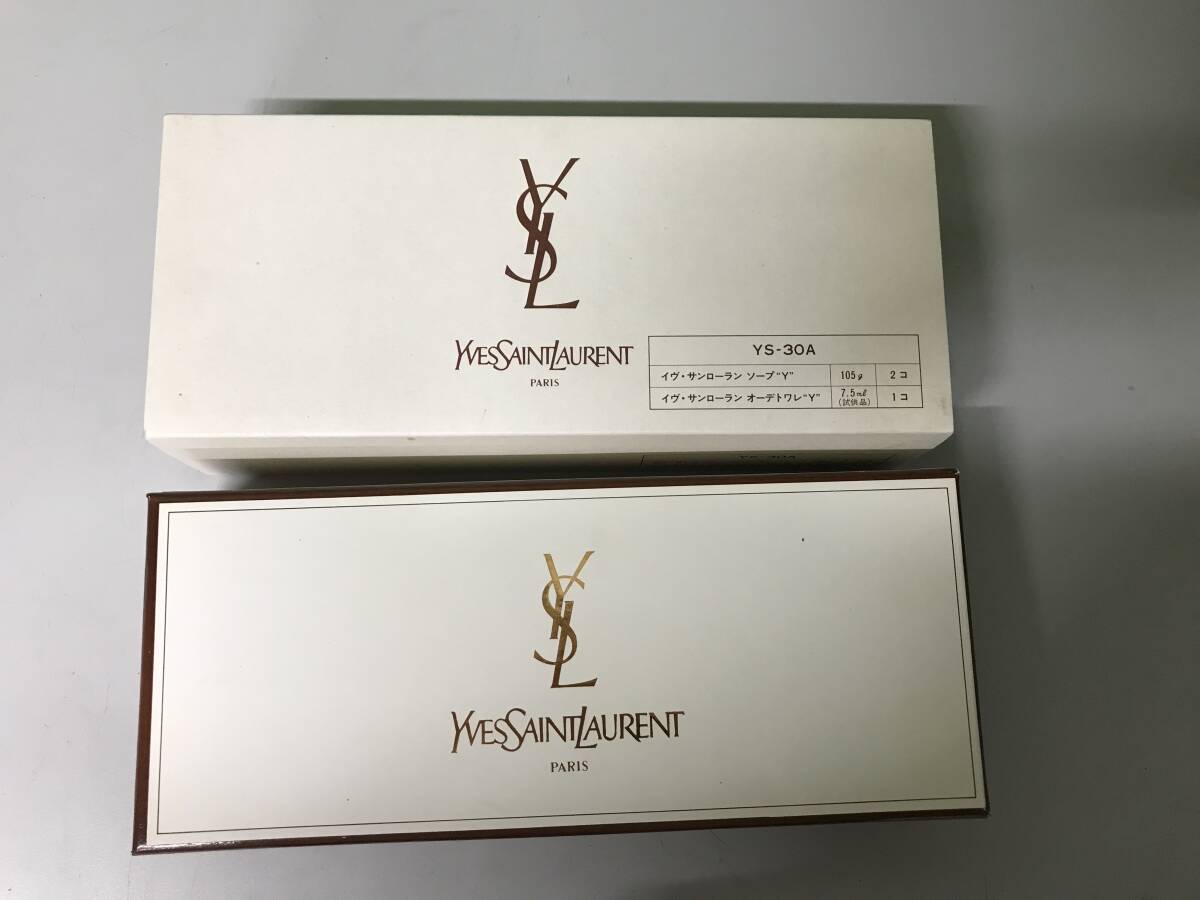 YSL
YVESSAINTLAURENT
PARIS
YS-30A
イヴ・サンローラン ソープ“Y” 105g 2コ
イヴ・サンローラン オーデトワレ“Y” 7.5ml (試供品) 1コ
YS-30A
YSL
YVESSAINTLAURENT
PARIS